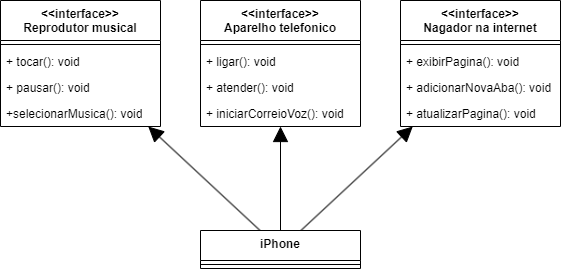 <<interface>>
Reprodutor musical
+ tocar(): void
+ pausar(): void
+selecionarMusica(): void
<<interface>>
Aparelho telefonico
+ ligar(): void
+ atender(): void
+ iniciarCorreioVoz(): void
<<interface>>
Nagador na internet
+ exibirPagina(): void
+ adicionarNovaAba(): void
+ atualizarPagina(): void
iPhone